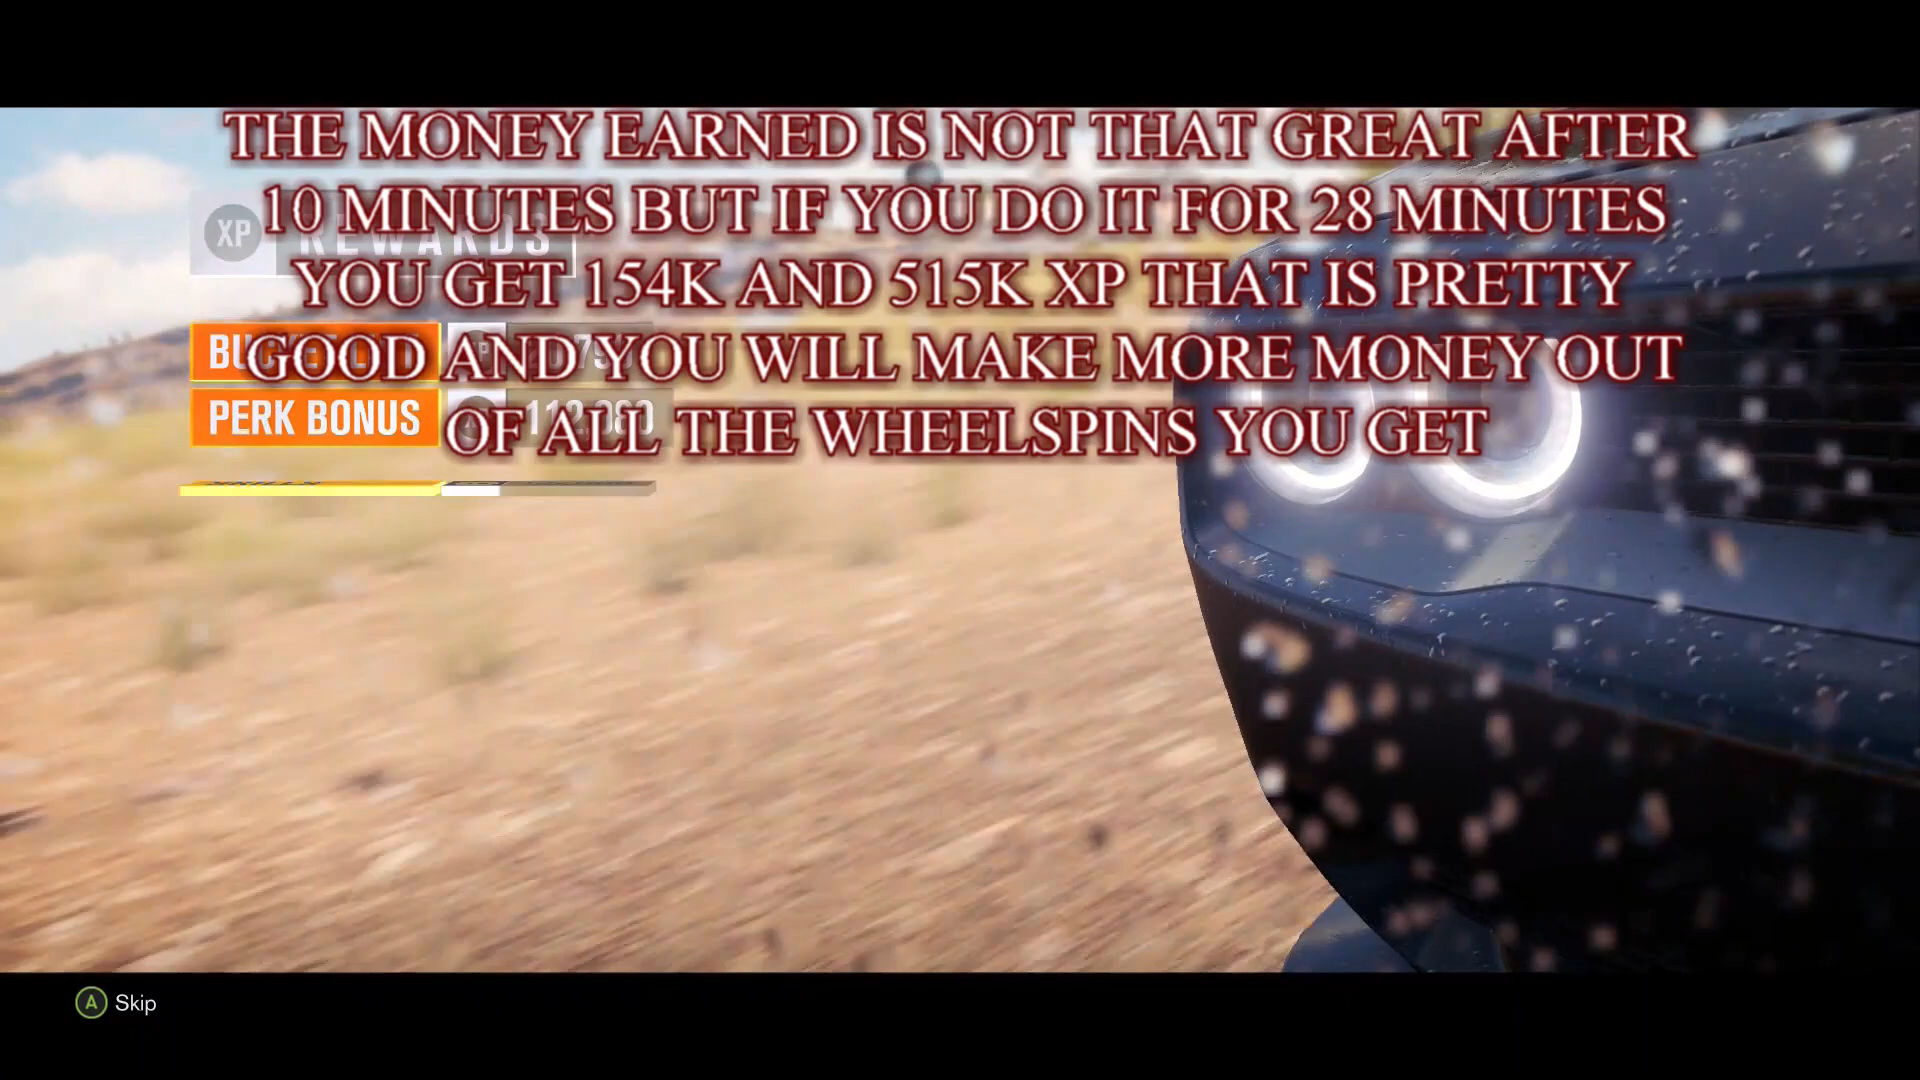 THE MONEY EARNED IS NOT THAT GREAT AFTER
10 MINUTES BUT IF YOU DO IT FOR 28 MINUTES
XP REWARDS
YOU GET 154K AND 515K XP THAT IS PRETTY
GOOD AND YOU WILL MAKE MORE MONEY OUT
PERK BONUS
OF ALL THE WHEELSPINS YOU GET
A Skip